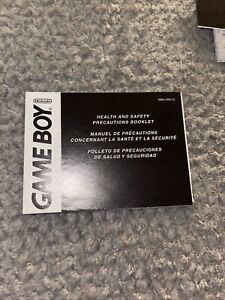 Nintendo
GAME BOY
HEALTH AND SAFETY
PRECAUTIONS BOOKLET
MANUEL DE PRÉCAUTIONS
CONCERNANT LA SANTÉ ET LA SÉCURITÉ
FOLLETO DE PRECAUCIONES
DE SALUD Y SEGURIDAD